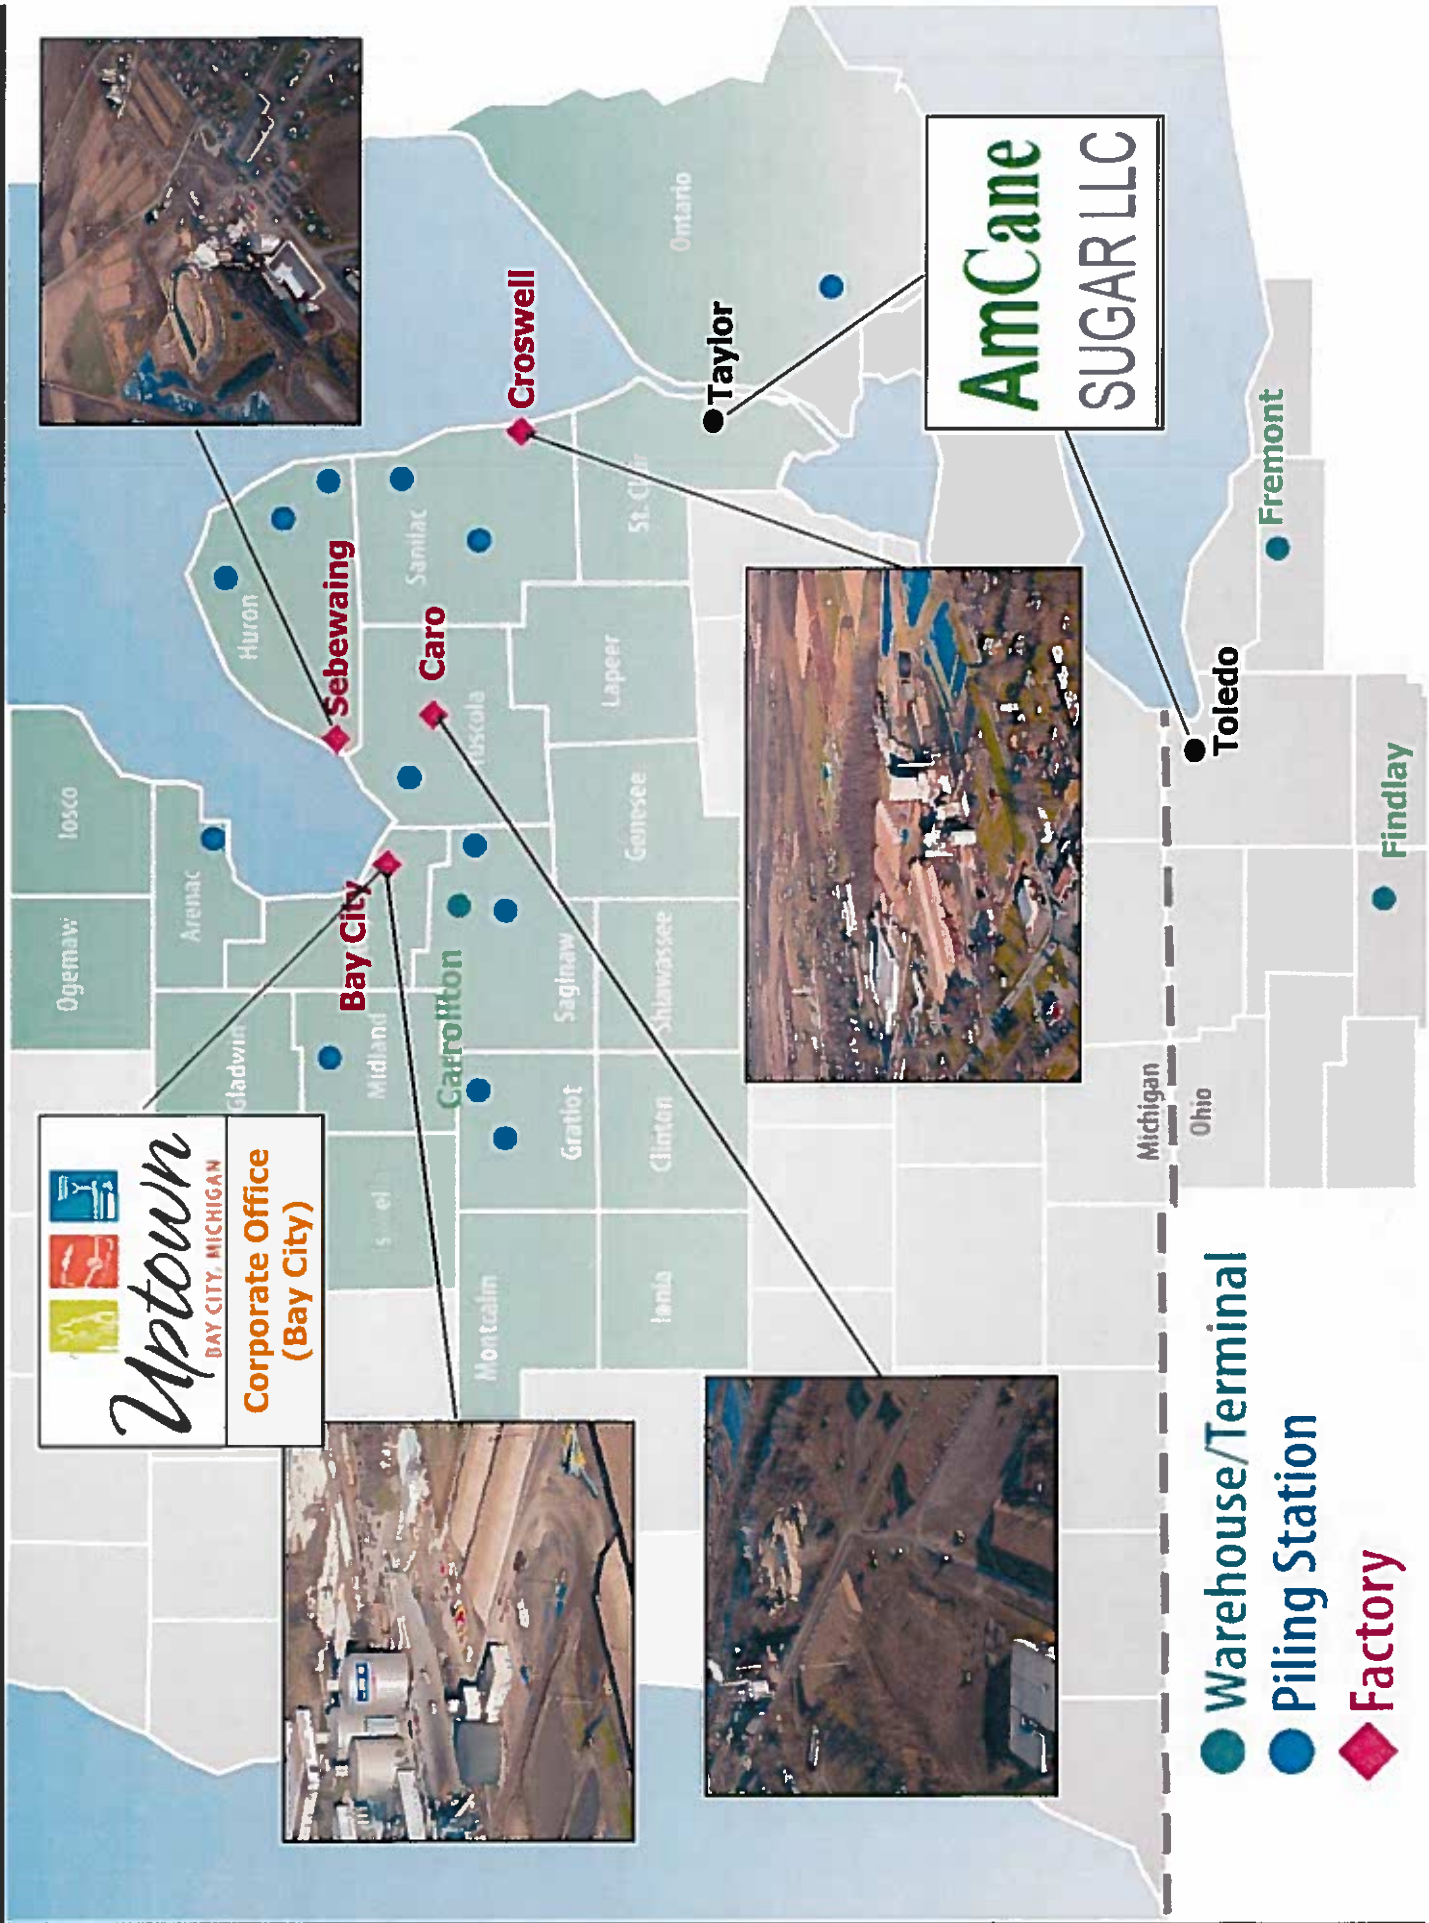 Uptown
BAY CITY, MICHIGAN
Corporate Office
(Bay City)
Ogemaw
Iosco
Gladwin
Arenac
Huron
Sebewaing
Bay City
Midland
Carrollton
Caro
Sanilac
Croswell
Tuscola
Montcalm
Gratiot
Saginaw
Genesee
Lapeer
St. Clair
Ontario
Ionia
Clinton
Shiawassee
Taylor
AmCane
SUGAR LLC
Michigan
Ohio
Toledo
Fremont
Findlay
Warehouse/Terminal
Piling Station
Factory